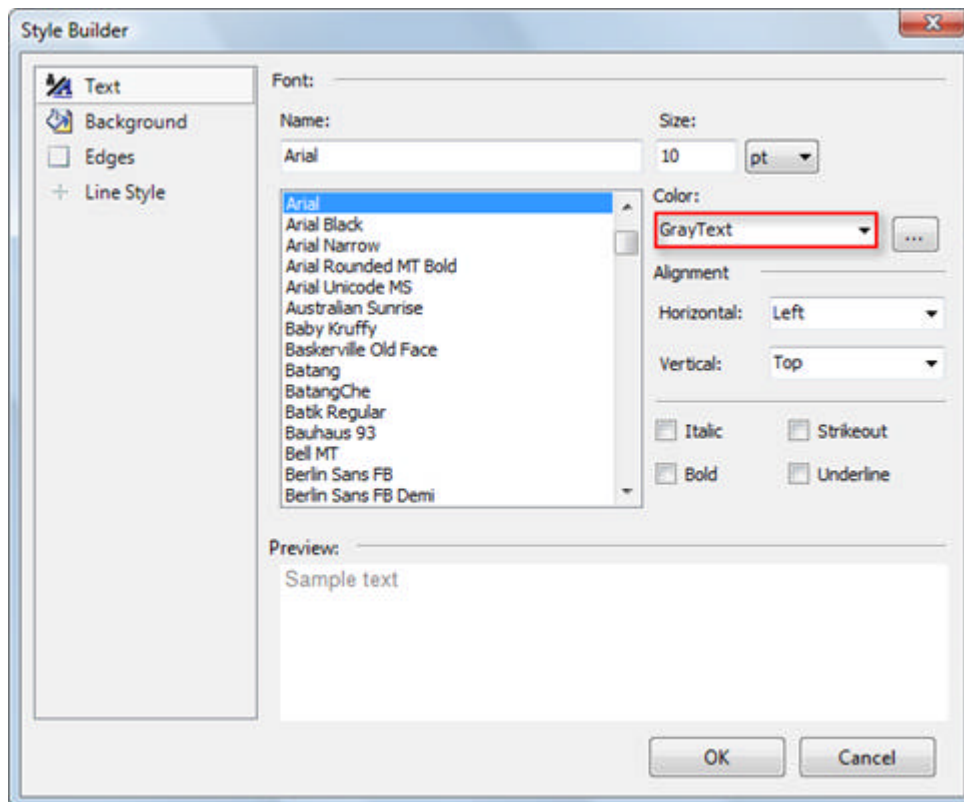 Style Builder
Text
Background
Edges
Line Style
Font:
Name:
Size:
Arial
10
pt
Arial
Arial Black
Arial Narrow
Arial Rounded MT Bold
Arial Unicode MS
Australian Sunrise
Baby Kruffy
Baskerville Old Face
Batang
BatangChe
Batik Regular
Bauhaus 93
Bell MT
Berlin Sans FB
Berlin Sans FB Demi
Color:
GrayText
...
Alignment
Horizontal:
Left
Vertical:
Top
Italic
Strikeout
Bold
Underline
Preview:
Sample text
OK
Cancel